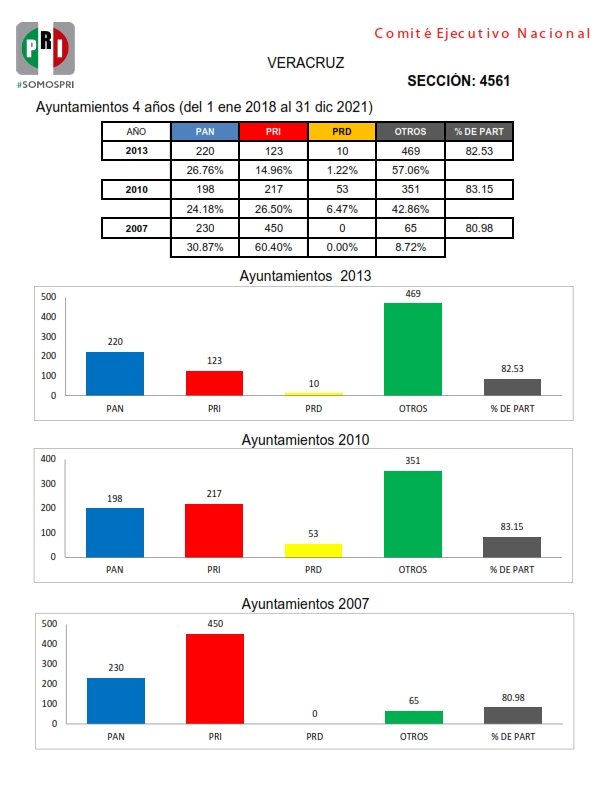 Comité Ejecutivo Nacional
PRI
#SOMOSPRI
VERACRUZ
SECCIÓN: 4561
Ayuntamientos 4 años (del 1 ene 2018 al 31 dic 2021)
AÑO PAN PRI PRD OTROS % DE PART
2013 220 123 10 469 82.53
26.76% 14.96% 1.22% 57.06%
2010 198 217 53 351 83.15
24.18% 26.50% 6.47% 42.86%
2007 230 450 0 65 80.98
30.87% 60.40% 0.00% 8.72%
Ayuntamientos 2013
500
400
300
200
100
0
220
123
10
469
82.53
PAN PRI PRD OTROS % DE PART
Ayuntamientos 2010
400
300
200
100
0
198
217
53
351
83.15
PAN PRI PRD OTROS % DE PART
Ayuntamientos 2007
500
400
300
200
100
0
230
450
0
65
80.98
PAN PRI PRD OTROS % DE PART